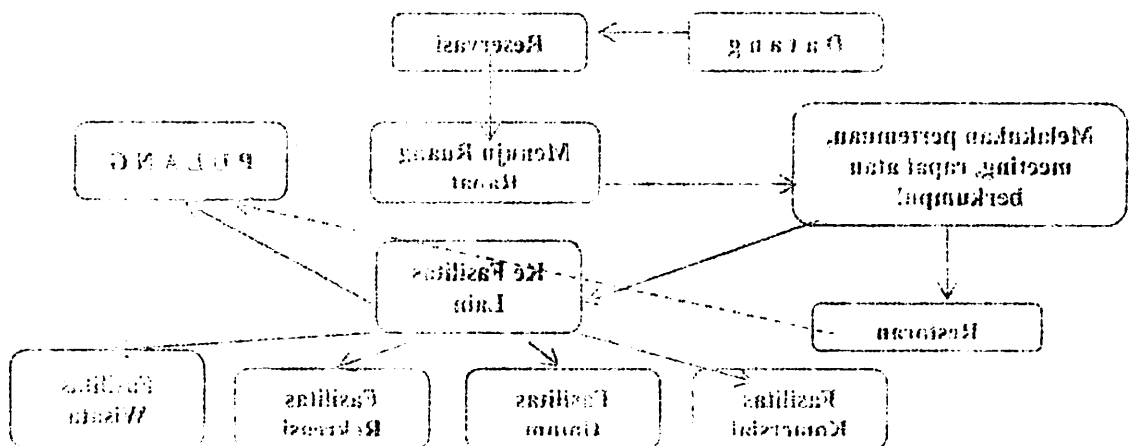 Datang
Reservasi
Menuju Ruang
Rapat
Melakukan pertemuan,
meeting, rapat atau
berkumpul
PULANG
Ke Fasilitas
Lain
Restoran
Fasilitas
Komersial
Fasilitas
Umum
Fasilitas
Rekreasi
Fasilitas
Wisata